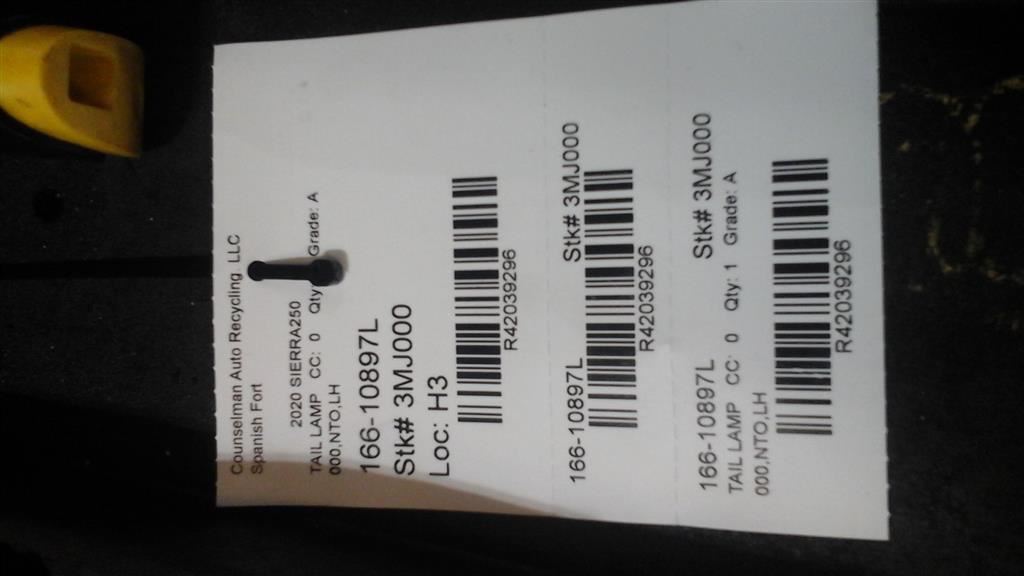 Counselman Auto Recycling LLC
Spanish Fort
2020 SIERRA250
TAIL LAMP CC: 0 Qty Grade: A
000,NTO,LH
166-10897L
Stk# 3MJ000
Loc: H3
R42039296
166-10897L Stk# 3MJ000
R42039296
166-10897L Stk# 3MJ000
TAIL LAMP CC: 0 Qty: 1 Grade: A
000,NTO,LH
R42039296